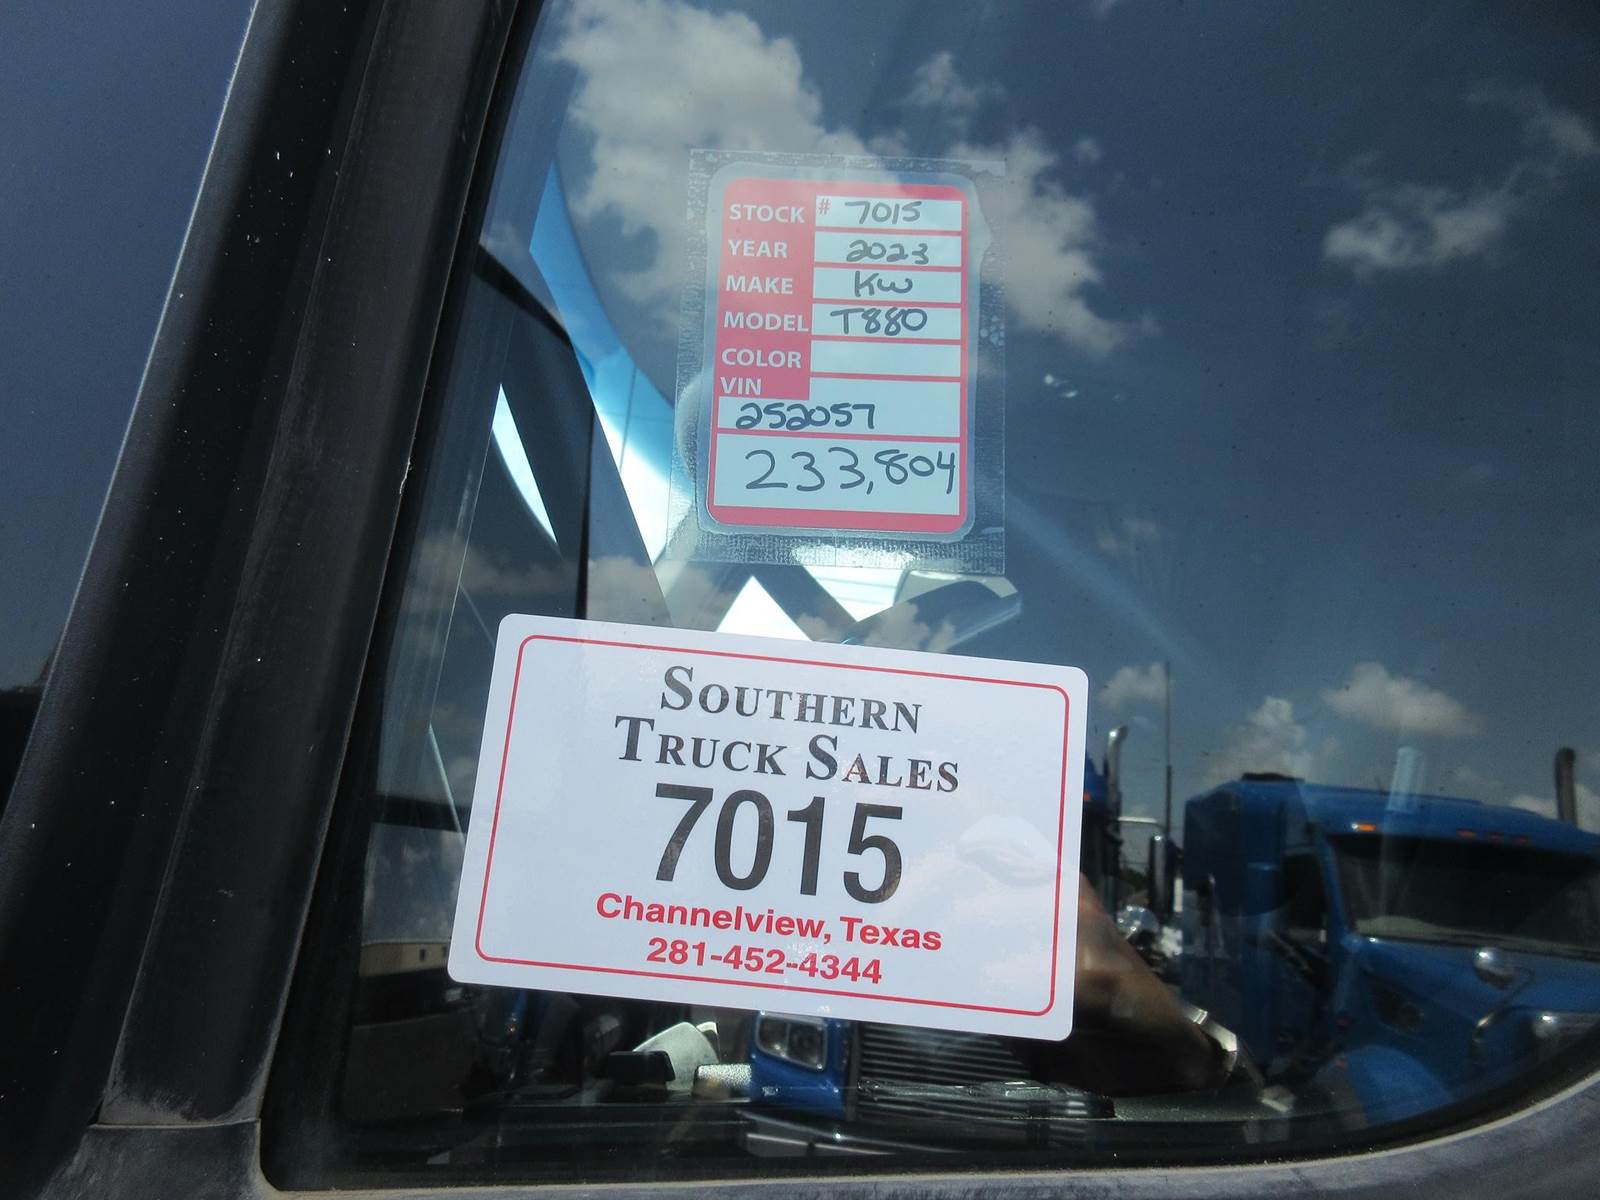 STOCK # 7015
YEAR 2023
MAKE KW
MODEL T880
COLOR
VIN
252057
233,804
SOUTHERN
TRUCK SALES
7015
Channelview, Texas
281-452-4344